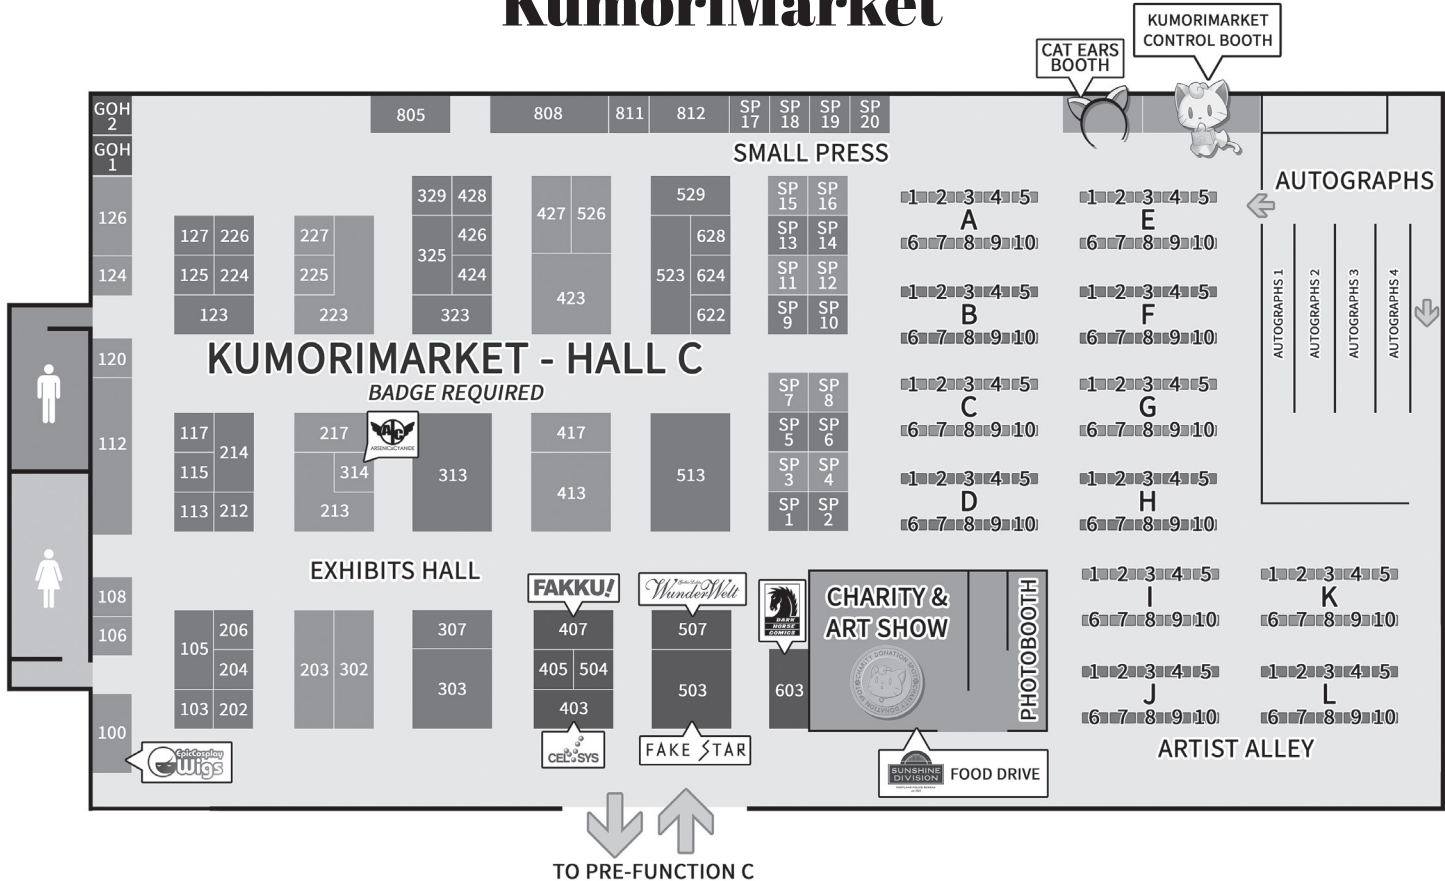 KumoriMarket
KUMORIMARKET
CONTROL BOOTH
CAT EARS
BOOTH
GOH
2
GOH
1
805
808
811
812
SP
17
SP
18
SP
19
SP
20
SMALL PRESS
126
124
120
112
108
106
100
127 226
125 224
123
227
225
223
329 428
325
426
424
323
427 526
423
529
523
628
624
622
SP
15
SP
16
SP
13
SP
14
SP
11
SP
12
SP
9
SP
10
KUMORIMARKET - HALL C
BADGE REQUIRED
117
115
214
113 212
217
314
213
ARSENIC&CYANIDE
313
417
413
513
SP
7
SP
8
SP
5
SP
6
SP
3
SP
4
SP
1
SP
2
1 2 3 4 5
A
6 7 8 9 10
1 2 3 4 5
B
6 7 8 9 10
1 2 3 4 5
C
6 7 8 9 10
1 2 3 4 5
D
6 7 8 9 10
1 2 3 4 5
E
6 7 8 9 10
1 2 3 4 5
F
6 7 8 9 10
1 2 3 4 5
G
6 7 8 9 10
1 2 3 4 5
H
6 7 8 9 10
AUTOGRAPHS
AUTOGRAPHS 1
AUTOGRAPHS 2
AUTOGRAPHS 3
AUTOGRAPHS 4
EXHIBITS HALL
105
206
204
103 202
203 302
307
303
FAKKU!
407
405 504
403
CELSYS
WunderWelt
507
503
FAKE STAR
DARK
HORSE
COMICS
603
CHARITY &
ART SHOW
CHARITY DONATION SPOT
CHARITY DONATION SPOT
PHOTOBOOTH
SUNSHINE
DIVISION
FOOD DRIVE
EpicCosplay
Wigs
1 2 3 4 5
I
6 7 8 9 10
1 2 3 4 5
J
6 7 8 9 10
1 2 3 4 5
K
6 7 8 9 10
1 2 3 4 5
L
6 7 8 9 10
ARTIST ALLEY
TO PRE-FUNCTION C